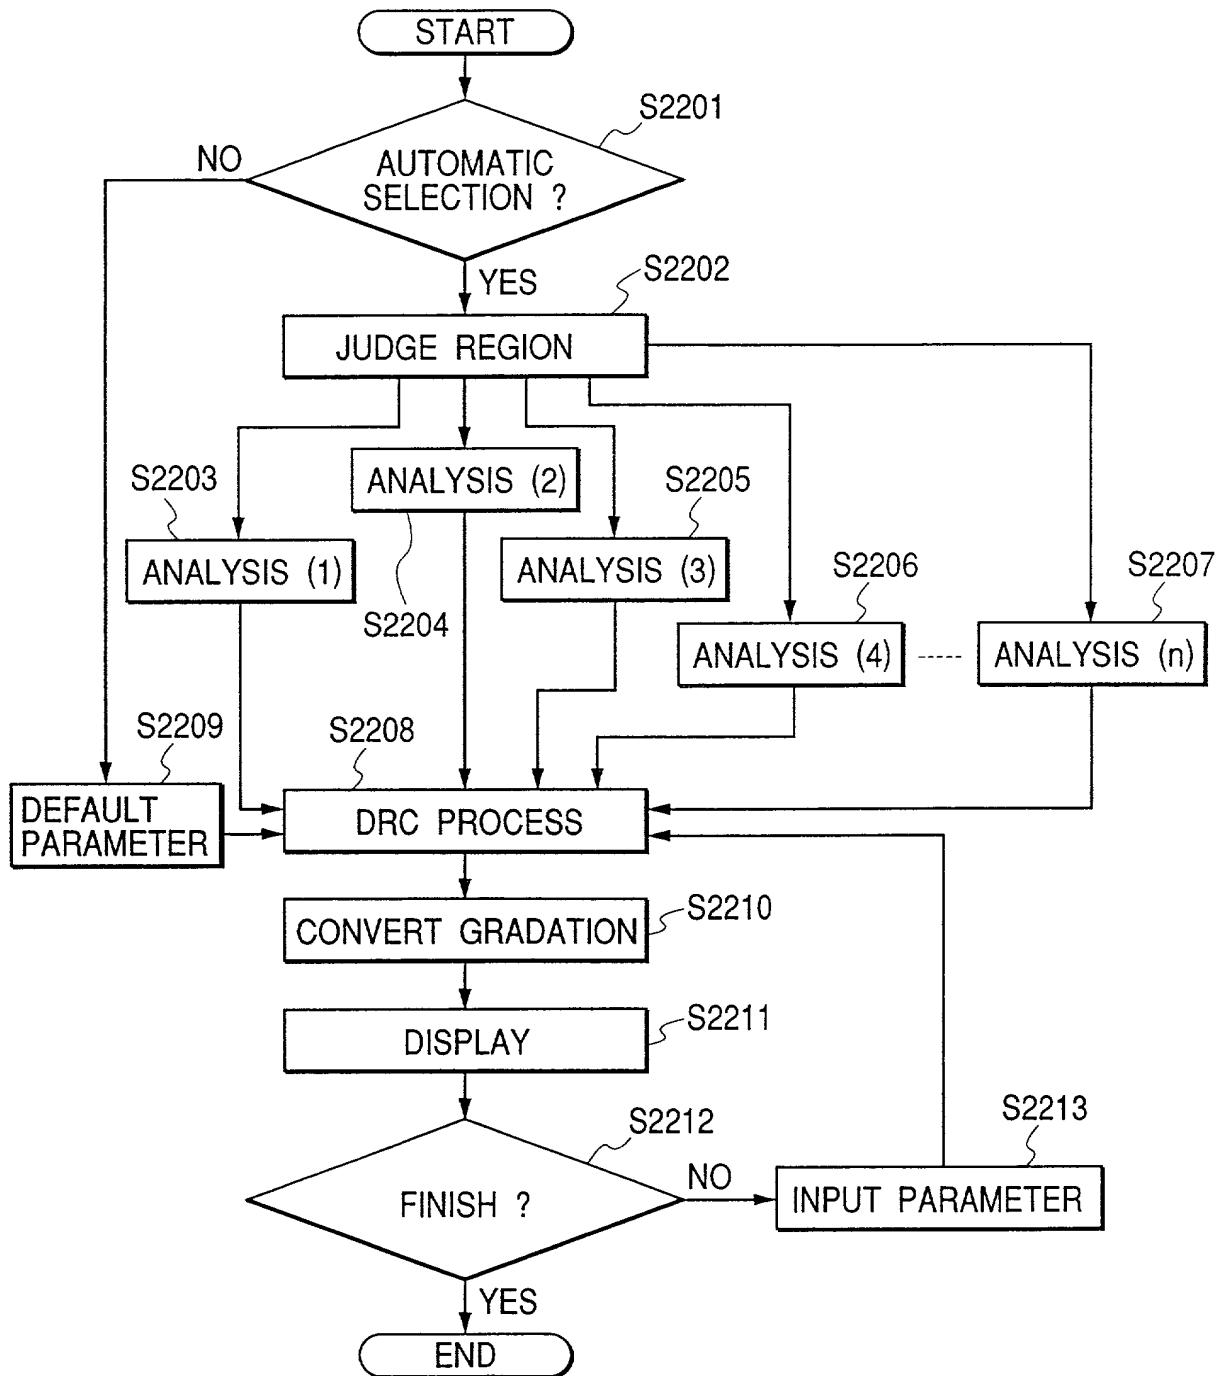 START
S2201
NO
AUTOMATIC
SELECTION ?
YES
S2202
JUDGE REGION
S2203
ANALYSIS (2)
S2205
ANALYSIS (1)
ANALYSIS (3)
S2206
S2207
S2204
ANALYSIS (4)
ANALYSIS (n)
S2209
S2208
DEFAULT
PARAMETER
DRC PROCESS
S2210
CONVERT GRADATION
S2211
DISPLAY
S2212
S2213
NO
FINISH ?
INPUT PARAMETER
YES
END